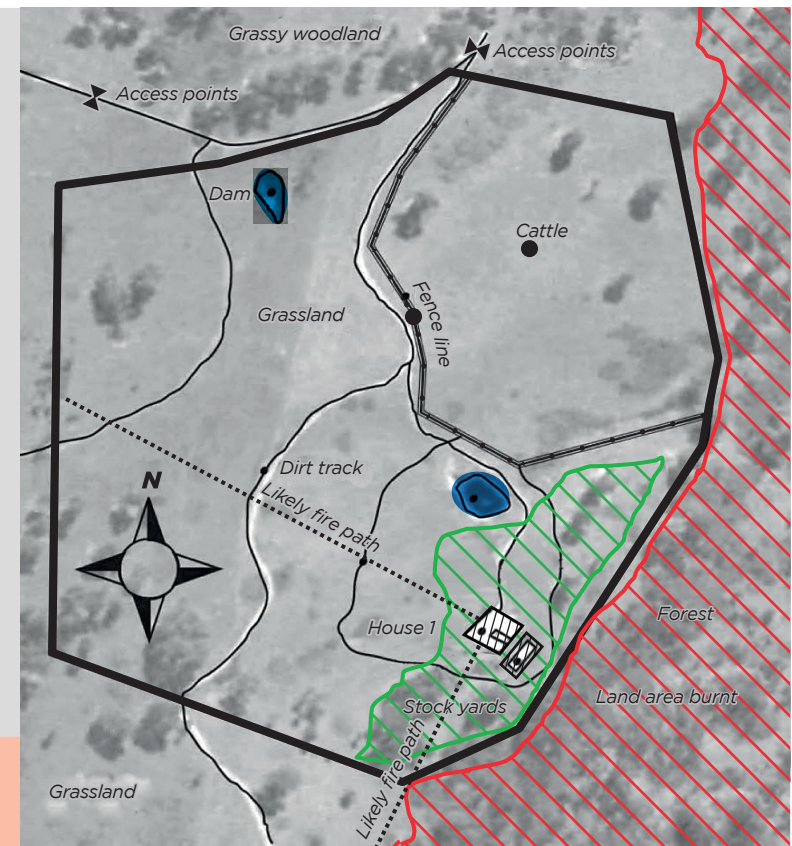 Grassy woodland
Access points
Access points
Dam
Cattle
Fence line
Grassland
Dirt track
N
Likely fire path
House 1
Forest
Land area burnt
Stock yards
Likely fire path
Grassland